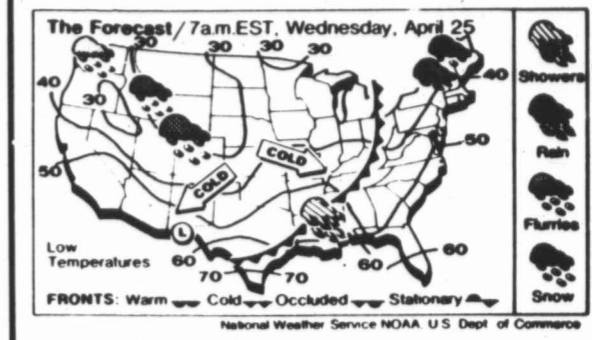 The Forecast / 7a.m. EST, Wednesday, April 25
30 30 30 30
40
30
50
40
50
COLD
COLD
L
60
70
70
60
60
Low
Temperatures
FRONTS: Warm Cold Occluded Stationary
Showers
Rain
Flurries
Snow
National Weather Service NOAA U S Dept of Commerce